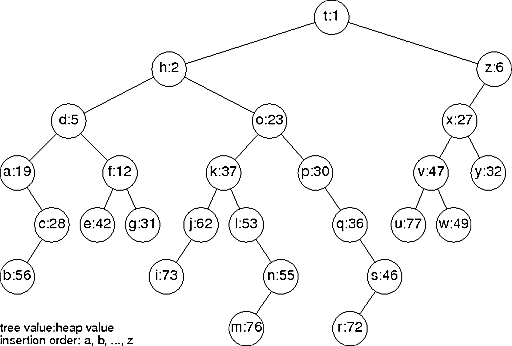 t:1
h:2 z:6
d:5 o:23 x:27
a:19 f:12 k:37 p:30 v:47 y:32
c:28 e:42 g:31 j:62 l:53 q:36 u:77 w:49
b:56 i:73 n:55 s:46
m:76 r:72
tree value:heap value
insertion order: a, b, ..., z